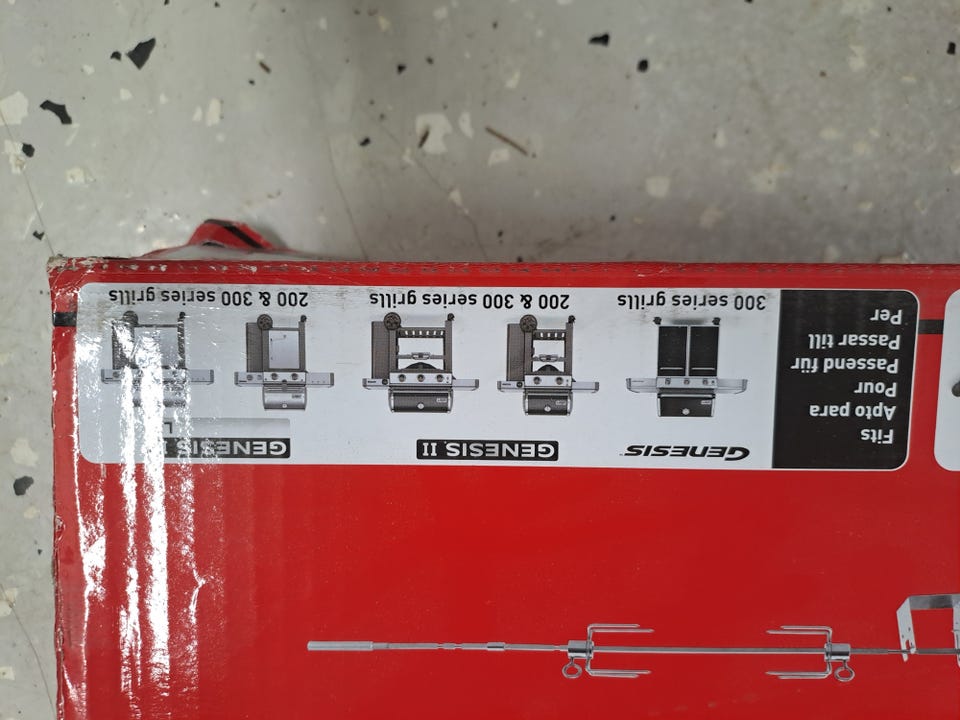 Fits
Apto para
Pour
Passend für
Passar till
Per
GENESIS™
300 series grills
GENESIS II
200 & 300 series grills
GENESIS
200 & 300 series grills